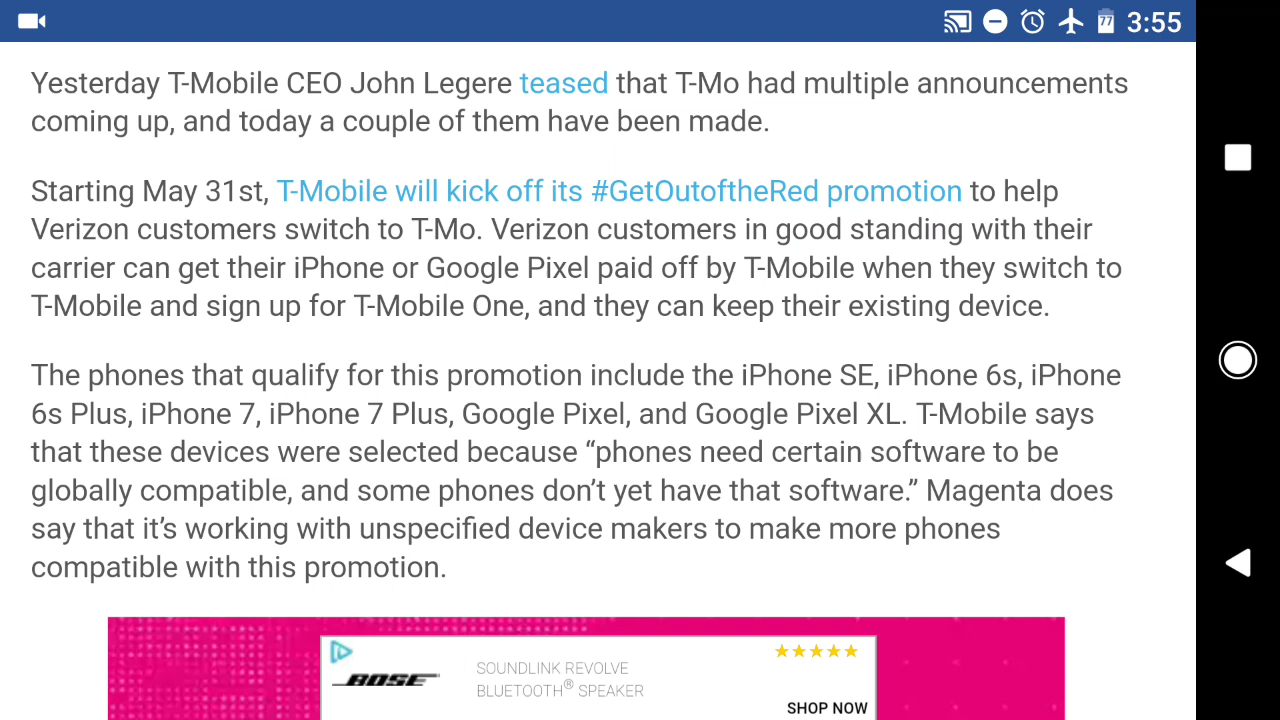 77 3:55
Yesterday T-Mobile CEO John Legere teased that T-Mo had multiple announcements
coming up, and today a couple of them have been made.
Starting May 31st, T-Mobile will kick off its #GetOutoftheRed promotion to help
Verizon customers switch to T-Mo. Verizon customers in good standing with their
carrier can get their iPhone or Google Pixel paid off by T-Mobile when they switch to
T-Mobile and sign up for T-Mobile One, and they can keep their existing device.
The phones that qualify for this promotion include the iPhone SE, iPhone 6s, iPhone
6s Plus, iPhone 7, iPhone 7 Plus, Google Pixel, and Google Pixel XL. T-Mobile says
that these devices were selected because “phones need certain software to be
globally compatible, and some phones don’t yet have that software.” Magenta does
say that it’s working with unspecified device makers to make more phones
compatible with this promotion.
BOSE
SOUNDLINK REVOLVE
BLUETOOTH® SPEAKER
SHOP NOW